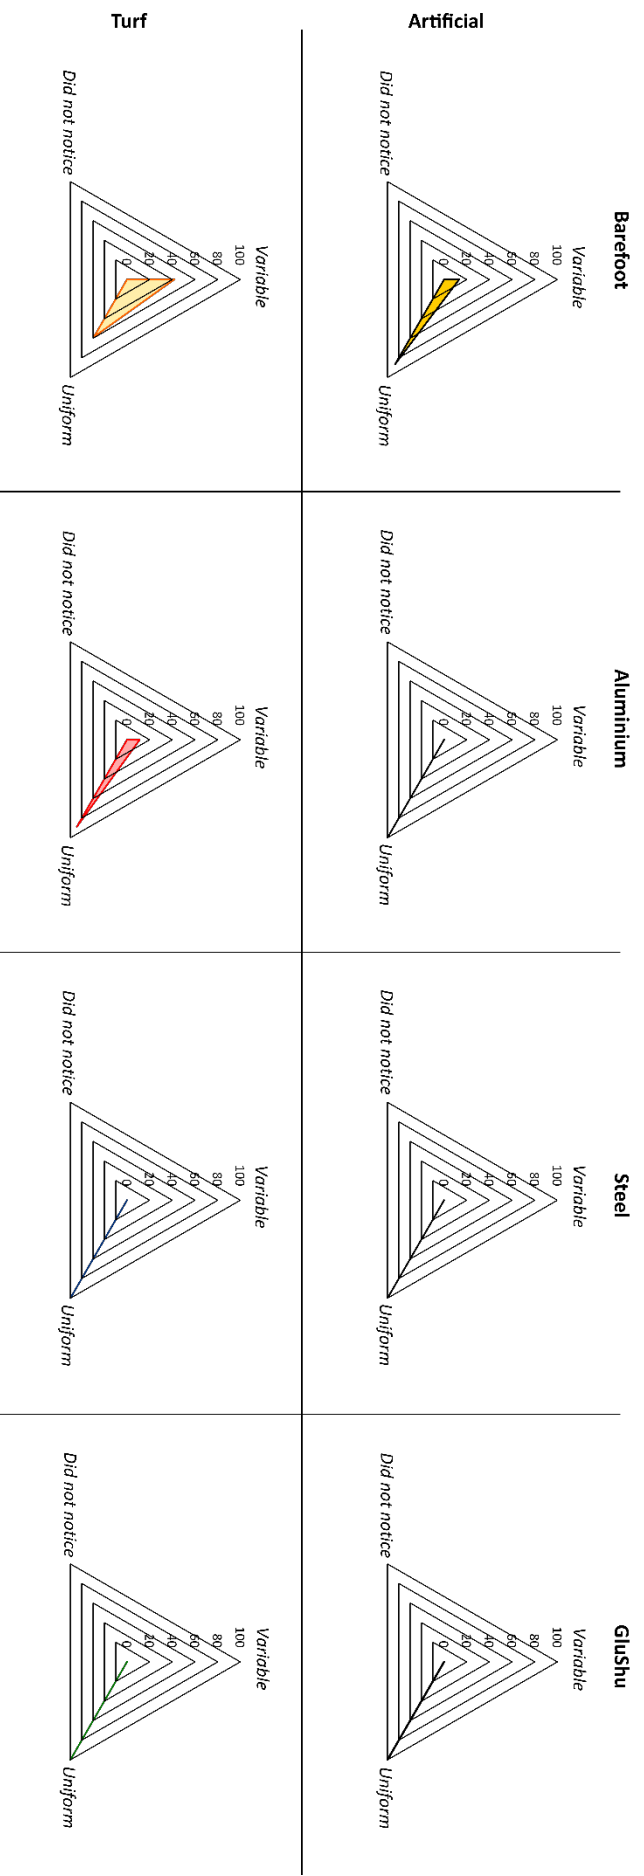 Barefoot
Aluminium
Steel
GluShu
Artificial
Variable
100
80
60
40
20
0
Did not notice
Uniform
Variable
100
80
60
40
20
0
Did not notice
Uniform
Variable
100
80
60
40
20
0
Did not notice
Uniform
Variable
100
80
60
40
20
0
Did not notice
Uniform
Turf
Variable
100
80
60
40
20
0
Did not notice
Uniform
Variable
100
80
60
40
20
0
Did not notice
Uniform
Variable
100
80
60
40
20
0
Did not notice
Uniform
Variable
100
80
60
40
20
0
Did not notice
Uniform